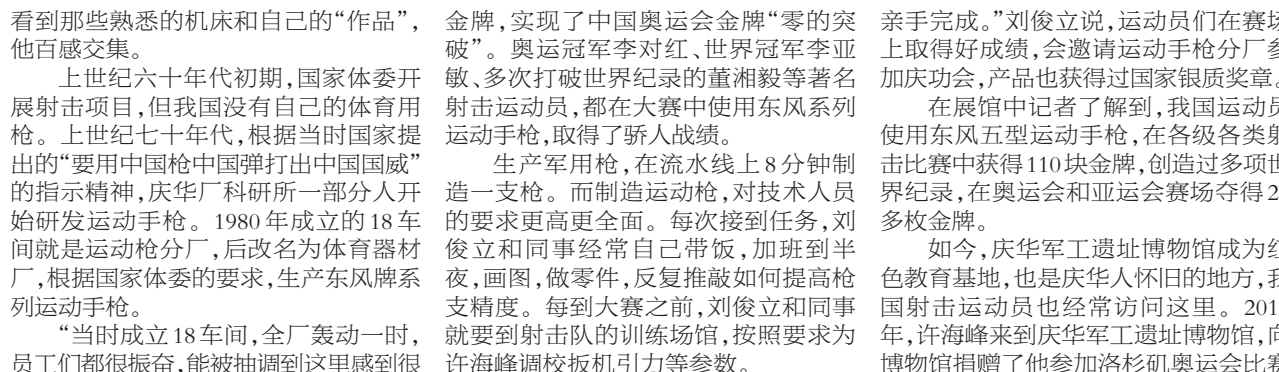 看到那些熟悉的机床和自己的“作品”，
他百感交集。
上世纪六十年代初期，国家体委开
展射击项目，但我国没有自己的体育用
枪。上世纪七十年代，根据当时国家提
出的“要用中国枪中国弹打出中国国威”
的指示精神，庆华厂科研所一部分人开
始研发运动手枪。1980年成立的18车
间就是运动枪分厂，后改名为体育器材
厂，根据国家体委的要求，生产东风牌系
列运动手枪。
“当时成立18车间，全厂轰动一时，
员工们都很振奋，能被抽调到这里感到很
金牌，实现了中国奥运会金牌“零的突
破”。奥运冠军李对红、世界冠军李亚
敏、多次打破世界纪录的董湘毅等著名
射击运动员，都在大赛中使用东风系列
运动手枪，取得了骄人战绩。
生产军用枪，在流水线上8分钟制
造一支枪。而制造运动枪，对技术人员
的要求更高更全面。每次接到任务，刘
俊立和同事经常自己带饭，加班到半
夜，画图，做零件，反复推敲如何提高枪
支精度。每到大赛之前，刘俊立和同事
就要到射击队的训练场馆，按照要求为
许海峰调校扳机引力等参数。
亲手完成。”刘俊立说，运动员们在赛场
上取得好成绩，会邀请运动手枪分厂参
加庆功会，产品也获得过国家银质奖章。
在展馆中记者了解到，我国运动员
使用东风五型运动手枪，在各级各类射
击比赛中获得110块金牌，创造过多项世
界纪录，在奥运会和亚运会赛场夺得2
多枚金牌。
如今，庆华军工遗址博物馆成为红
色教育基地，也是庆华人怀旧的地方，我
国射击运动员也经常访问这里。201
年，许海峰来到庆华军工遗址博物馆，向
博物馆捐赠了他参加洛杉矶奥运会比赛